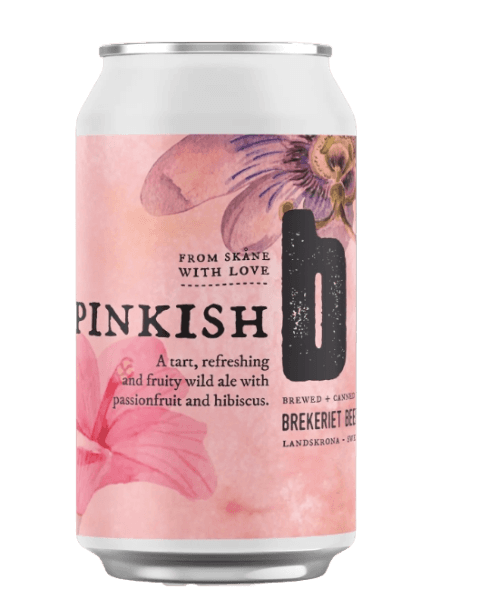 FROM SKÅNE
WITH LOVE
PINKISH
A tart, refreshing
and fruity wild ale with
passionfruit and hibiscus.
b
BREWED + CANNED
BREKERIET
LANDSKRONA -